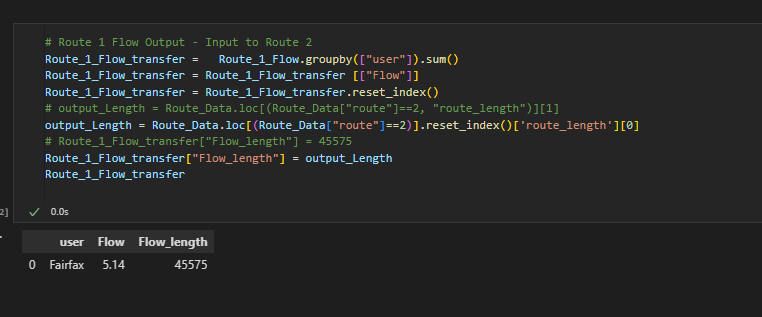 # Route 1 Flow Output - Input to Route 2
Route_1_Flow_transfer =   Route_1_Flow.groupby(["user"]).sum()
Route_1_Flow_transfer = Route_1_Flow_transfer [["Flow"]]
Route_1_Flow_transfer = Route_1_Flow_transfer.reset_index()
# output_Length = Route_Data.loc[(Route_Data["route"]==2, "route_length")][1]
output_Length = Route_Data.loc[(Route_Data["route"]==2)].reset_index()['route_length'][0]
# Route_1_Flow_transfer["Flow_length"] = 45575
Route_1_Flow_transfer["Flow_length"] = output_Length
Route_1_Flow_transfer
2] ✓ 0.0s
user Flow Flow_length
0 Fairfax 5.14 45575